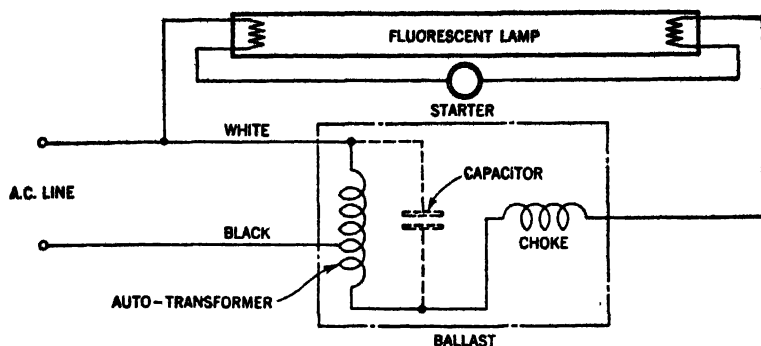 FLUORESCENT LAMP
STARTER
WHITE
CAPACITOR
A.C. LINE
BLACK
CHOKE
AUTO-TRANSFORMER
BALLAST